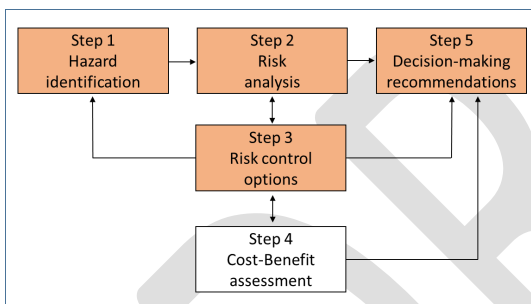 Step 1
Hazard
identification
Step 2
Risk
analysis
Step 5
Decision-making
recommendations
Step 3
Risk control
options
Step 4
Cost-Benefit
assessment